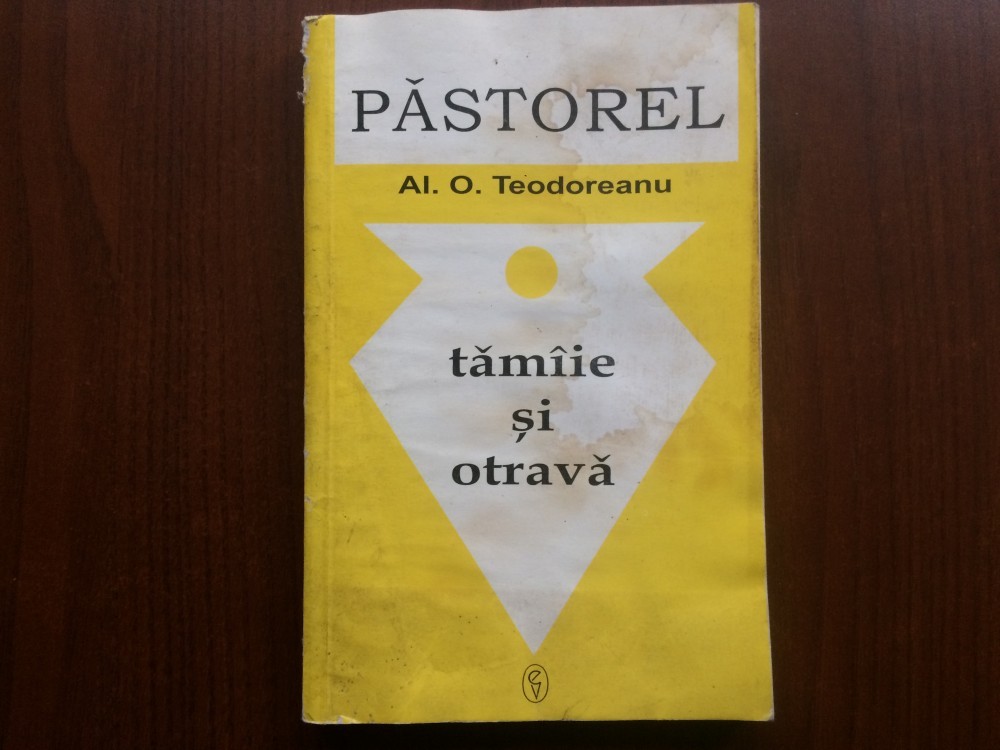 PĂSTOREL
Al. O. Teodoreanu
tămîie
și
otravă